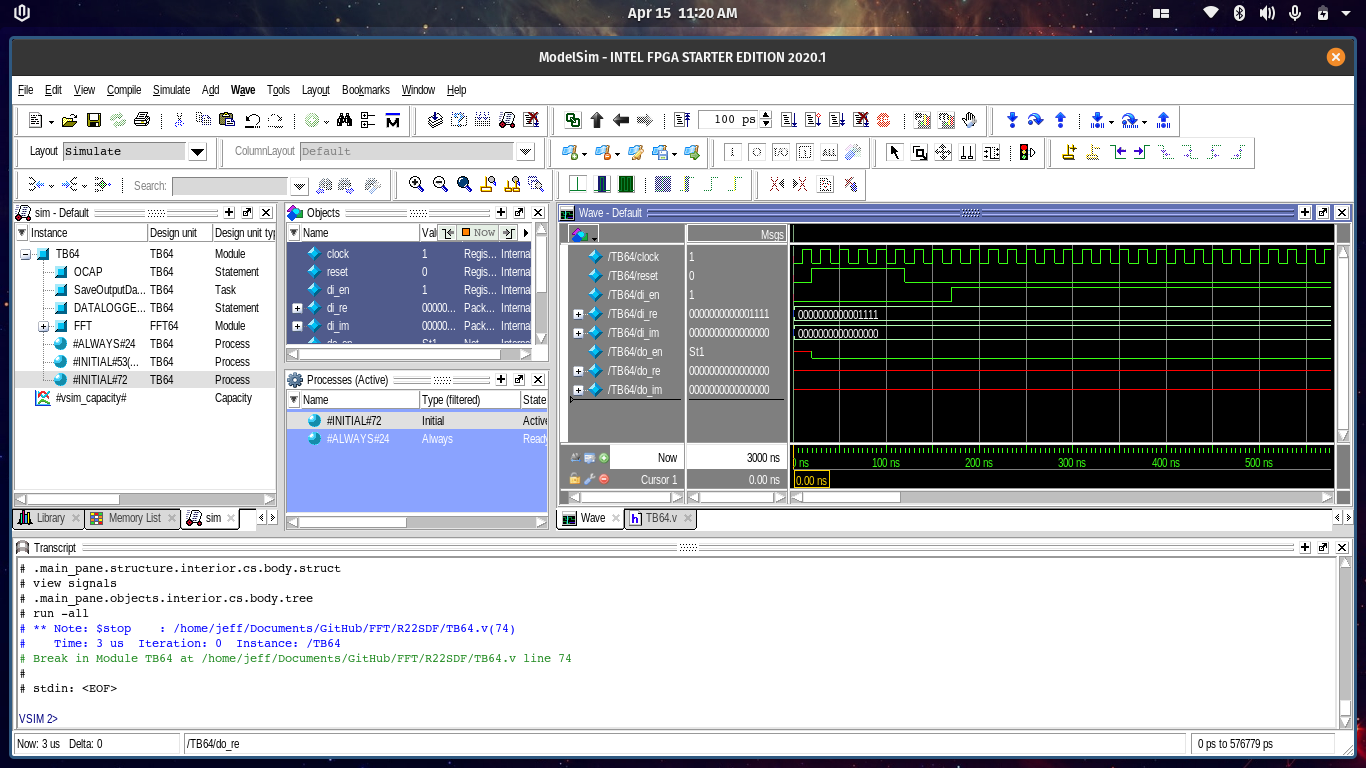 Apr 15 11:20 AM
ModelSim - INTEL FPGA STARTER EDITION 2020.1
File Edit View Compile Simulate Add Wave Tools Layout Bookmarks Window Help
100 ps
Layout Simulate ColumnLayout Default
ALL
Search:
sim - Default
Instance Design unit Design unit typ
TB64 TB64 Module
OCAP TB64 Statement
SaveOutputDa... TB64 Task
DATALOGGE... TB64 Statement
FFT FFT64 Module
#ALWAYS#24 TB64 Process
#INITIAL#53(... TB64 Process
#INITIAL#72 TB64 Process
#vsim_capacity# Capacity
Library Memory List sim
Objects
Name Val Now
clock 1 Regis... Interna
reset 0 Regis... Interna
di_en 1 Regis... Interna
di_re 00000... Pack... Interna
di_im 00000... Pack... Interna
do_en St1 Net Interna
Processes (Active)
Name Type (filtered) State
#INITIAL#72 Initial Active
#ALWAYS#24 Always Ready
Wave - Default
Msgs
/TB64/clock 1
/TB64/reset 0
/TB64/di_en 1
/TB64/di_re 0000000000001111 0000000000001111
/TB64/di_im 0000000000000000 0000000000000000
/TB64/do_en St1
/TB64/do_re 0000000000000000
/TB64/do_im 0000000000000000
Now 3000 ns ns 100 ns 200 ns 300 ns 400 ns 500 ns
Cursor 1 0.00 ns 0.00 ns
Wave TB64.v
Transcript
# .main_pane.structure.interior.cs.body.struct
# view signals
# .main_pane.objects.interior.cs.body.tree
# run -all
# ** Note: $stop : /home/jeff/Documents/GitHub/FFT/R22SDF/TB64.v(74)
# Time: 3 us Iteration: 0 Instance: /TB64
# Break in Module TB64 at /home/jeff/Documents/GitHub/FFT/R22SDF/TB64.v line 74
#
# stdin: <EOF>
VSIM 2>
Now: 3 us Delta: 0 /TB64/do_re 0 ps to 576779 ps